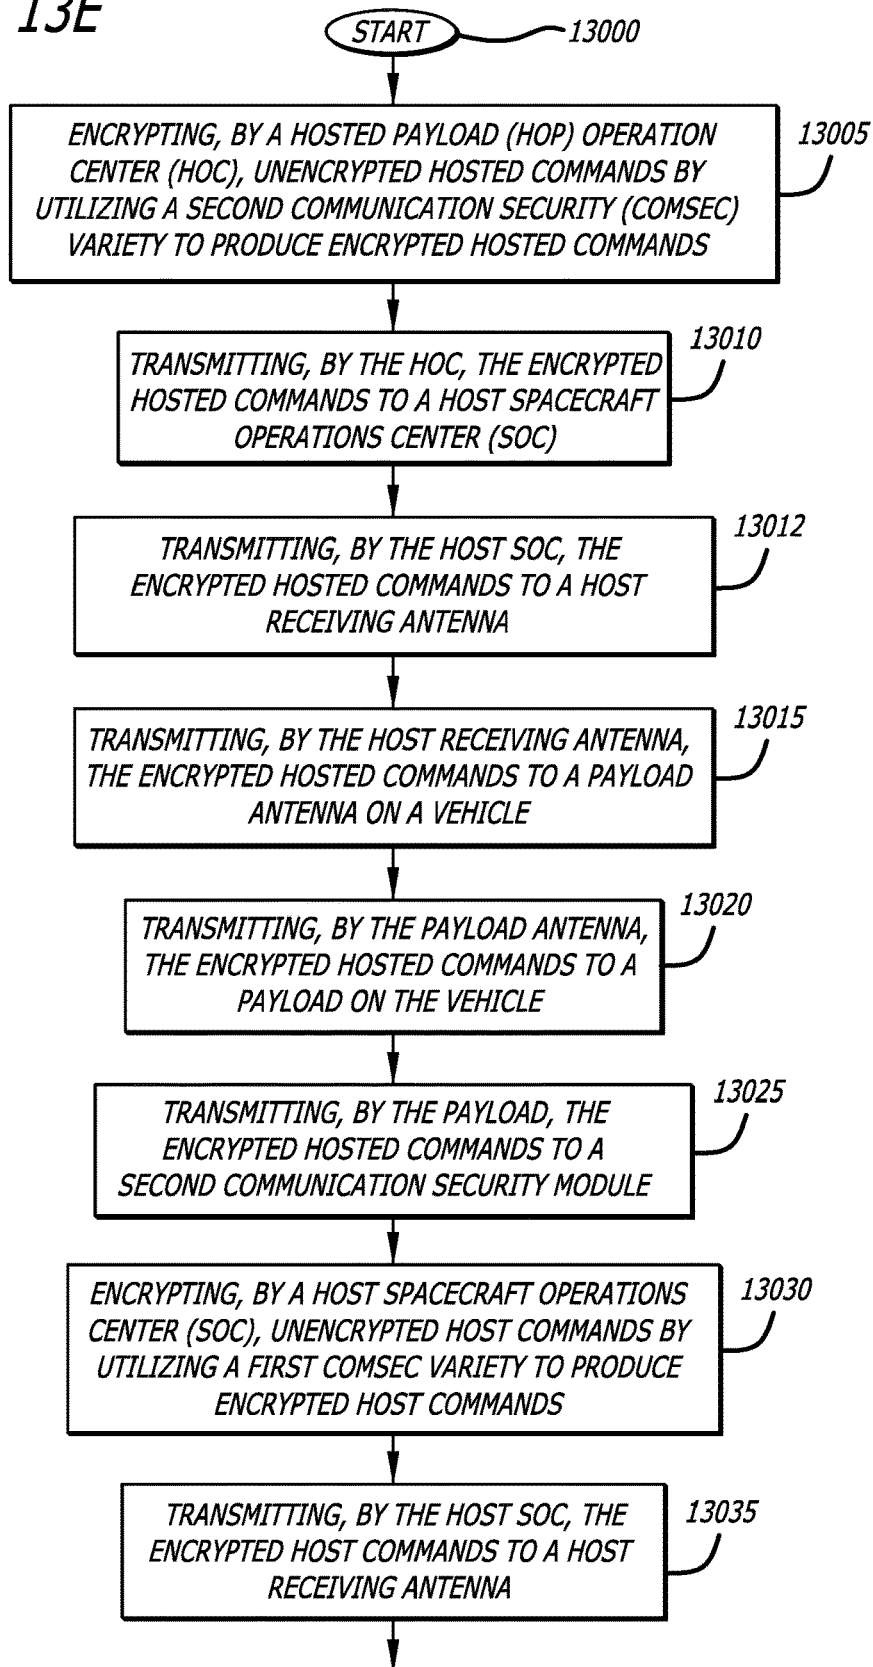 13E
START
13000
ENCRYPTING, BY A HOSTED PAYLOAD (HOP) OPERATION
CENTER (HOC), UNENCRYPTED HOSTED COMMANDS BY
UTILIZING A SECOND COMMUNICATION SECURITY (COMSEC)
VARIETY TO PRODUCE ENCRYPTED HOSTED COMMANDS
13005
TRANSMITTING, BY THE HOC, THE ENCRYPTED
HOSTED COMMANDS TO A HOST SPACECRAFT
OPERATIONS CENTER (SOC)
13010
TRANSMITTING, BY THE HOST SOC, THE
ENCRYPTED HOSTED COMMANDS TO A HOST
RECEIVING ANTENNA
13012
TRANSMITTING, BY THE HOST RECEIVING ANTENNA,
THE ENCRYPTED HOSTED COMMANDS TO A PAYLOAD
ANTENNA ON A VEHICLE
13015
TRANSMITTING, BY THE PAYLOAD ANTENNA,
THE ENCRYPTED HOSTED COMMANDS TO A
PAYLOAD ON THE VEHICLE
13020
TRANSMITTING, BY THE PAYLOAD, THE
ENCRYPTED HOSTED COMMANDS TO A
SECOND COMMUNICATION SECURITY MODULE
13025
ENCRYPTING, BY A HOST SPACECRAFT OPERATIONS
CENTER (SOC), UNENCRYPTED HOST COMMANDS BY
UTILIZING A FIRST COMSEC VARIETY TO PRODUCE
ENCRYPTED HOST COMMANDS
13030
TRANSMITTING, BY THE HOST SOC, THE
ENCRYPTED HOST COMMANDS TO A HOST
RECEIVING ANTENNA
13035